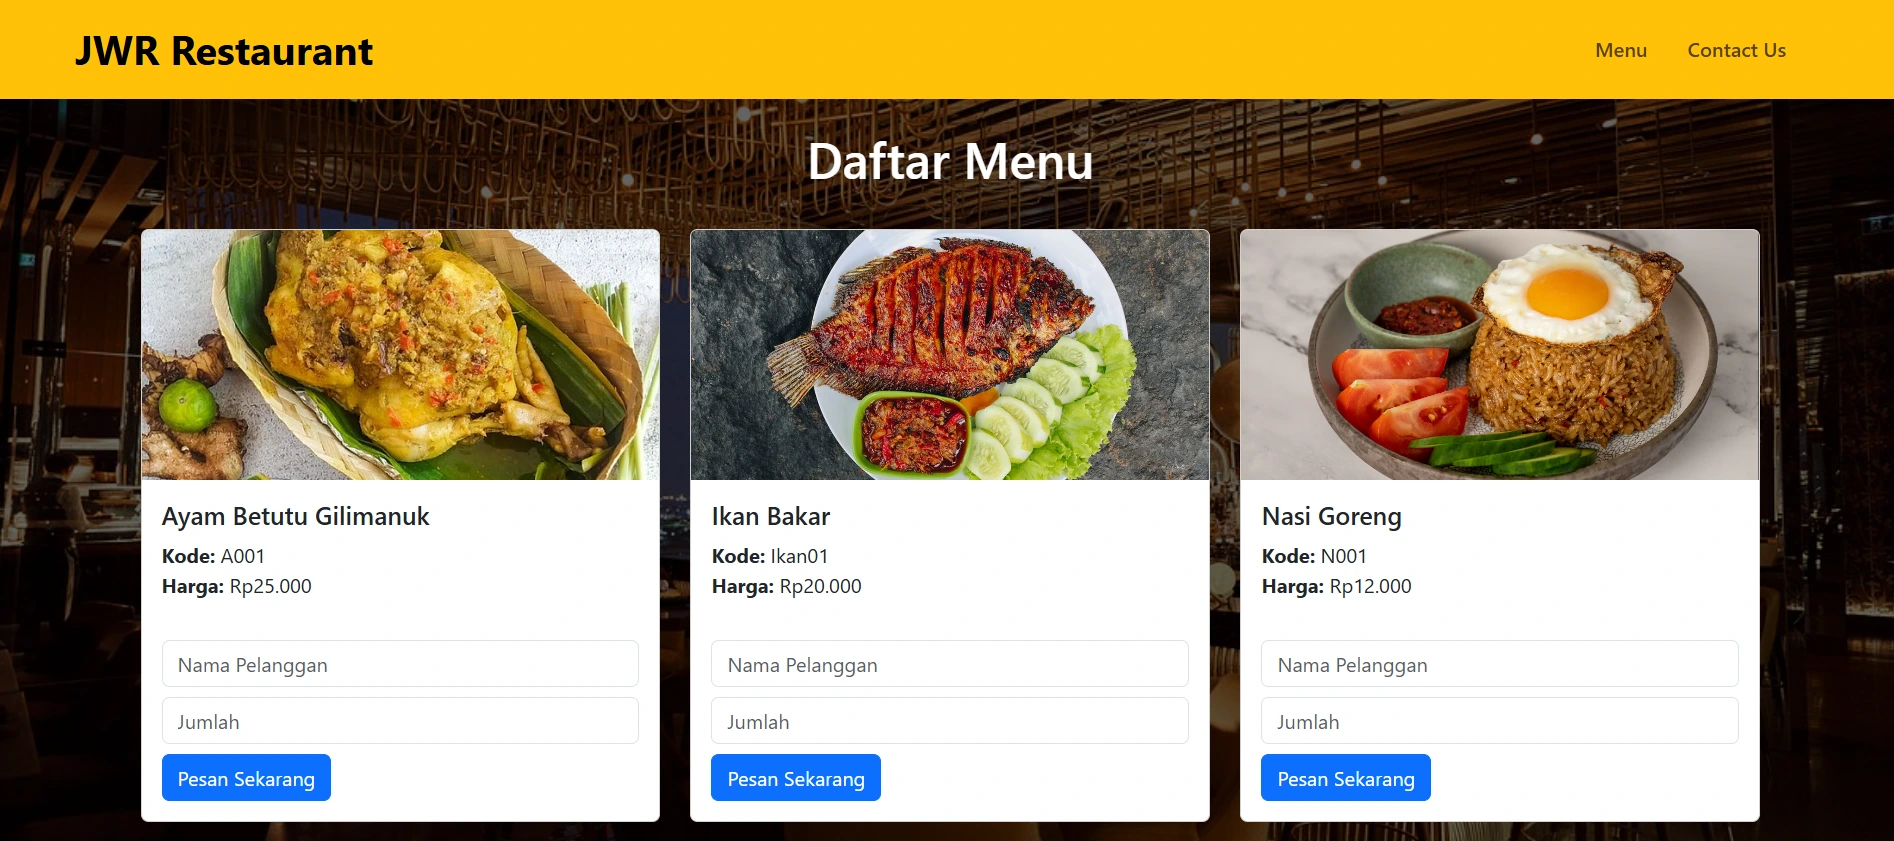 JWR Restaurant
Menu
Contact Us
Daftar Menu
Ayam Betutu Gilimanuk
Kode: A001
Harga: Rp25.000
Nama Pelanggan
Jumlah
Pesan Sekarang
Ikan Bakar
Kode: Ikan01
Harga: Rp20.000
Nama Pelanggan
Jumlah
Pesan Sekarang
Nasi Goreng
Kode: N001
Harga: Rp12.000
Nama Pelanggan
Jumlah
Pesan Sekarang